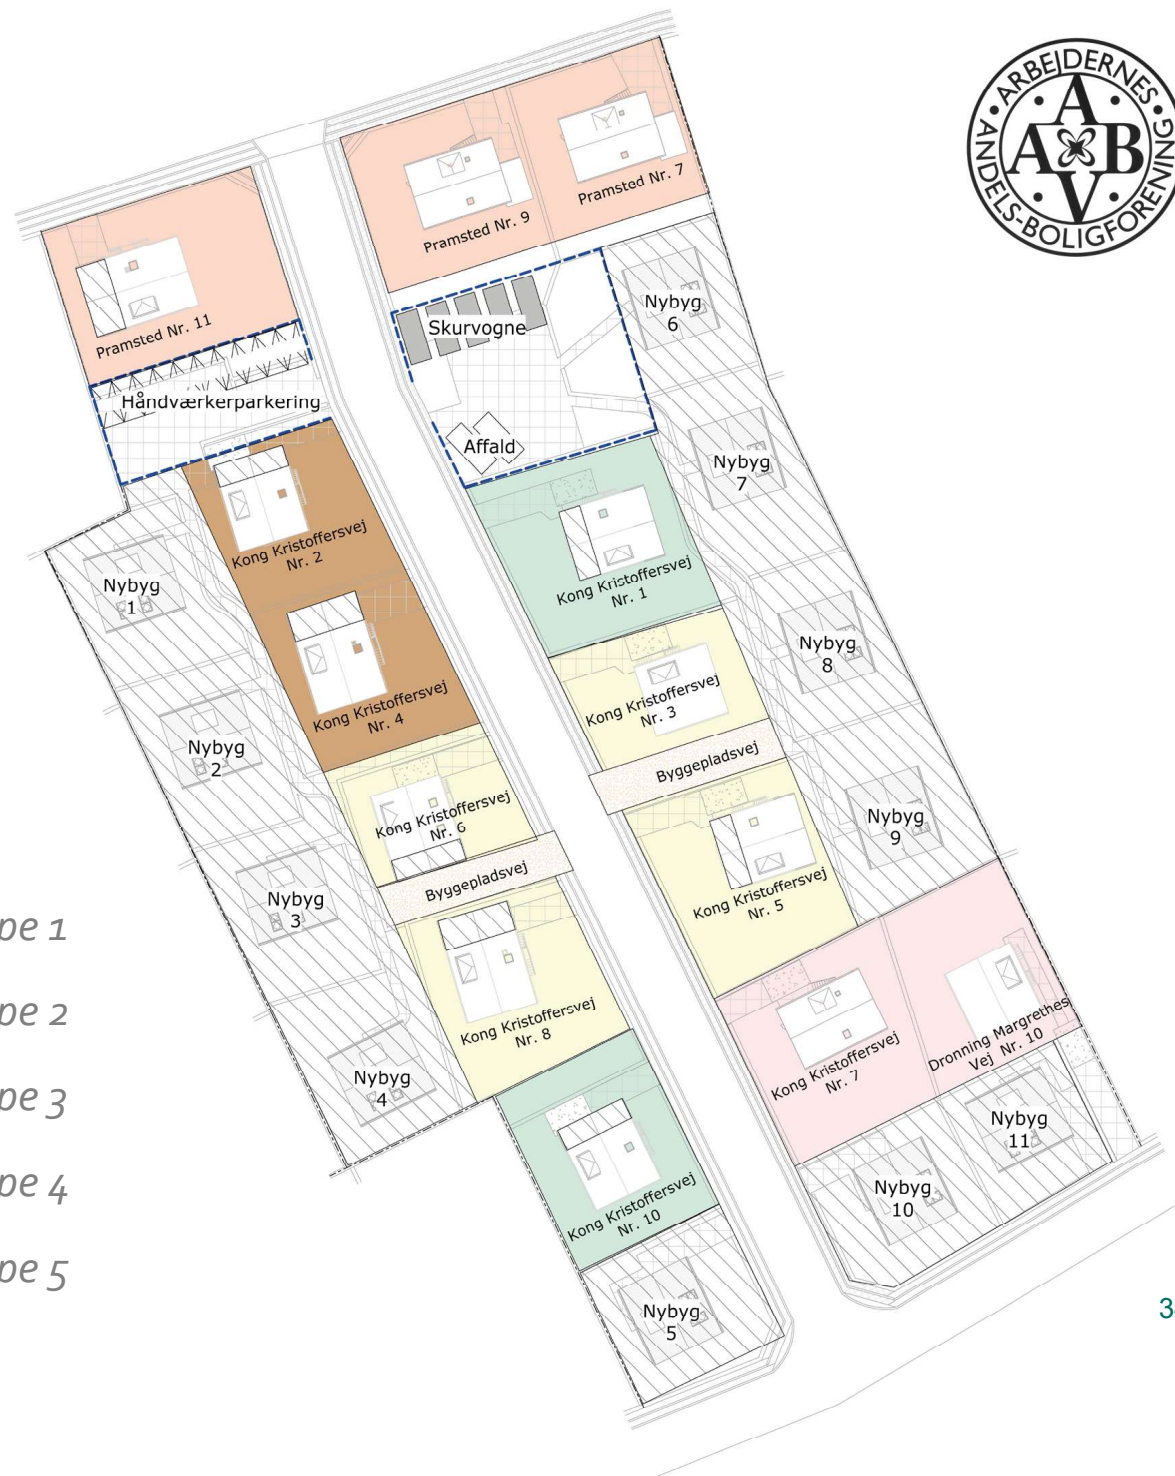 ARBEJDERNES
ANDELS-BOLIGFORENING
A
A B
V
Pramsted Nr. 7
Pramsted Nr. 9
Pramsted Nr. 11
Skurvogne
Nybyg
6
Håndværkerparkering
Affald
Nybyg
7
Kong Kristoffersvej
Nr. 2
Kong Kristoffersvej
Nr. 1
Nybyg
1
Nybyg
8
Kong Kristoffersvej
Nr. 4
Kong Kristoffersvej
Nr. 3
Nybyg
2
Byggepladsvej
Kong Kristoffersvej
Nr. 6
Nybyg
9
Byggepladsvej
Kong Kristoffersvej
Nr. 5
Nybyg
3
pe 1
pe 2
Kong Kristoffersvej
Nr. 8
Kong Kristoffersvej
Nr. 7
Dronning Margrethes
Vej Nr. 10
Nybyg
4
pe 3
Nybyg
11
pe 4
Nybyg
10
Kong Kristoffersvej
Nr. 10
pe 5
Nybyg
5
3